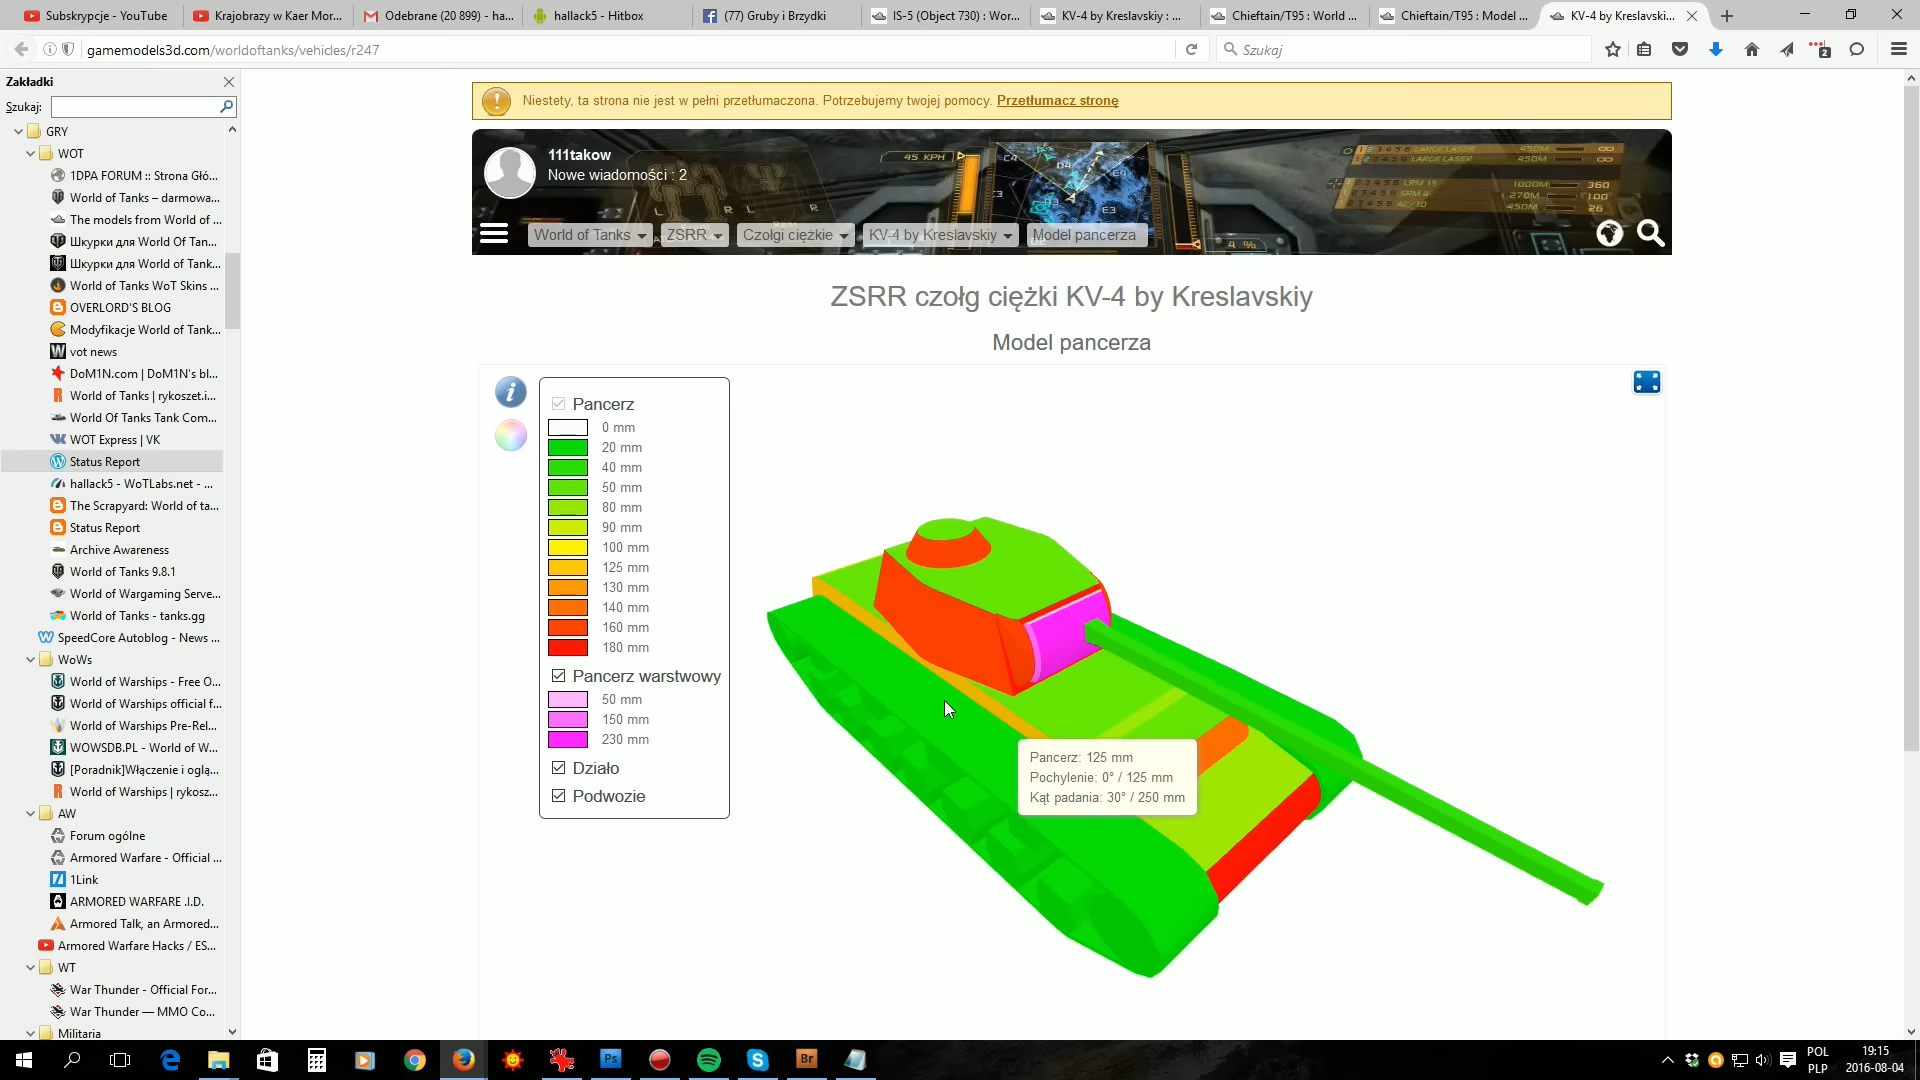 Subskrypcje - YouTube
Krajobrazy w Kaer Mor...
Odebrane (20 899) - ha...
hallack5 - Hitbox
(77) Gruby i Brzydki
IS-5 (Object 730) : Wor...
KV-4 by Kreslavskiy : ...
Chieftain/T95 : World ...
Chieftain/T95 : Model ...
KV-4 by Kreslavski...
gamemodels3d.com/worldoftanks/vehicles/r247
Szukaj
2
Zakładki
Szukaj:
GRY
WOT
1DPA FORUM :: Strona Głó...
World of Tanks – darmowa...
The models from World of ...
Шкурки для World Of Tan...
Шкурки для World of Tank...
World of Tanks WoT Skins ...
OVERLORD'S BLOG
Modyfikacje World of Tank...
vot news
DoM1N.com | DoM1N's bl...
World of Tanks | rykoszet.i...
World Of Tanks Tank Com...
WOT Express | VK
Status Report
hallack5 - WoTLabs.net - ...
The Scrapyard: World of ta...
Status Report
Archive Awareness
World of Tanks 9.8.1
World of Wargaming Serve...
World of Tanks - tanks.gg
SpeedCore Autoblog - News ...
WoWs
World of Warships - Free O...
World of Warships official f...
World of Warships Pre-Rel...
WOWSDB.PL - World of W...
[Poradnik]Włączenie i oglą...
World of Warships | rykosz...
AW
Forum ogólne
Armored Warfare - Official ...
1Link
ARMORED WARFARE .I.D.
Armored Talk, an Armored...
Armored Warfare Hacks / ES...
WT
War Thunder - Official For...
War Thunder — MMO Co...
Militaria
Niestety, ta strona nie jest w pełni przetłumaczona. Potrzebujemy twojej pomocy. Przetłumacz stronę
111takow
Nowe wiadomości : 2
45 KPH
World of Tanks
ZSRR
Czołgi ciężkie
KV-4 by Kreslavskiy
Model pancerza
ZSRR czołg ciężki KV-4 by Kreslavskiy
Model pancerza
Pancerz
0 mm
20 mm
40 mm
50 mm
80 mm
90 mm
100 mm
125 mm
130 mm
140 mm
160 mm
180 mm
Pancerz warstwowy
50 mm
150 mm
230 mm
Działo
Podwozie
Pancerz: 125 mm
Pochylenie: 0° / 125 mm
Kąt padania: 30° / 250 mm
Ps
Br
POL
PLP
19:15
2016-08-04